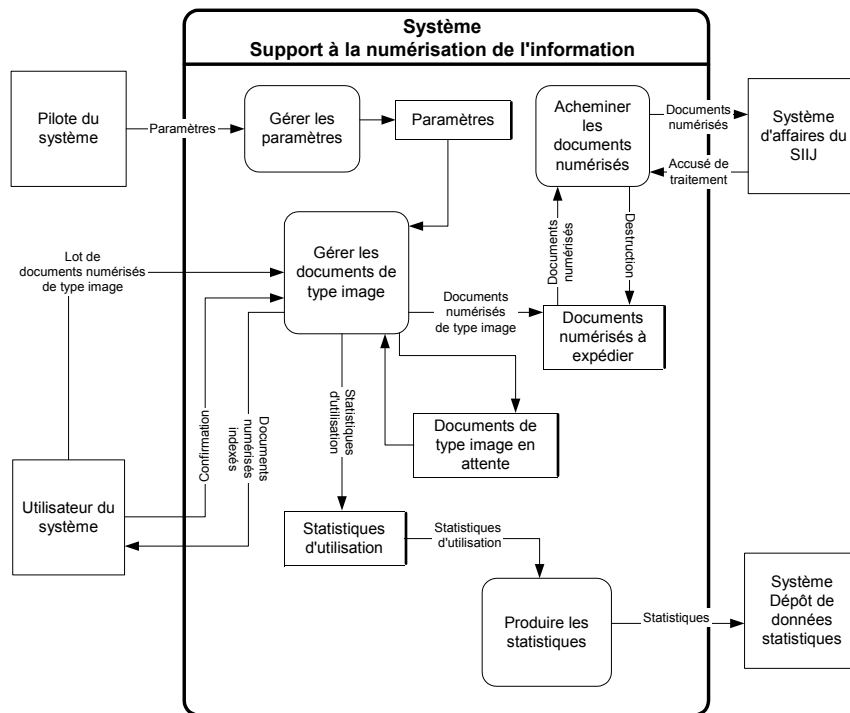 Système
Support à la numérisation de l'information
Pilote du
système
Paramètres
Gérer les
paramètres
Paramètres
Acheminer
les
documents
numérisés
Documents
numérisés
Accusé de
traitement
Système
d'affaires du
SIIJ
Lot de
documents numérisés
de type image
Gérer les
documents de
type image
Documents
numérisés
Destruction
Documents
numérisés
de type image
Documents
numérisés à
expédier
Confirmation
Documents
numérisés
indexés
Statistiques
d'utilisation
Documents de
type image en
attente
Utilisateur du
système
Statistiques
d'utilisation
Statistiques
d'utilisation
Produire les
statistiques
Statistiques
Système
Dépôt de
données
statistiques